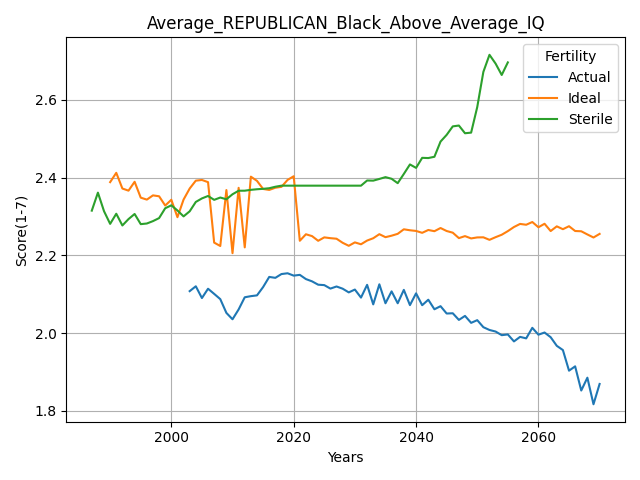 Average_REPUBLICAN_Black_Above_Average_IQ
Fertility
Actual
Ideal
Sterile
Score(1-7)
2.6
2.4
2.2
2.0
1.8
2000 2020 2040 2060
Years